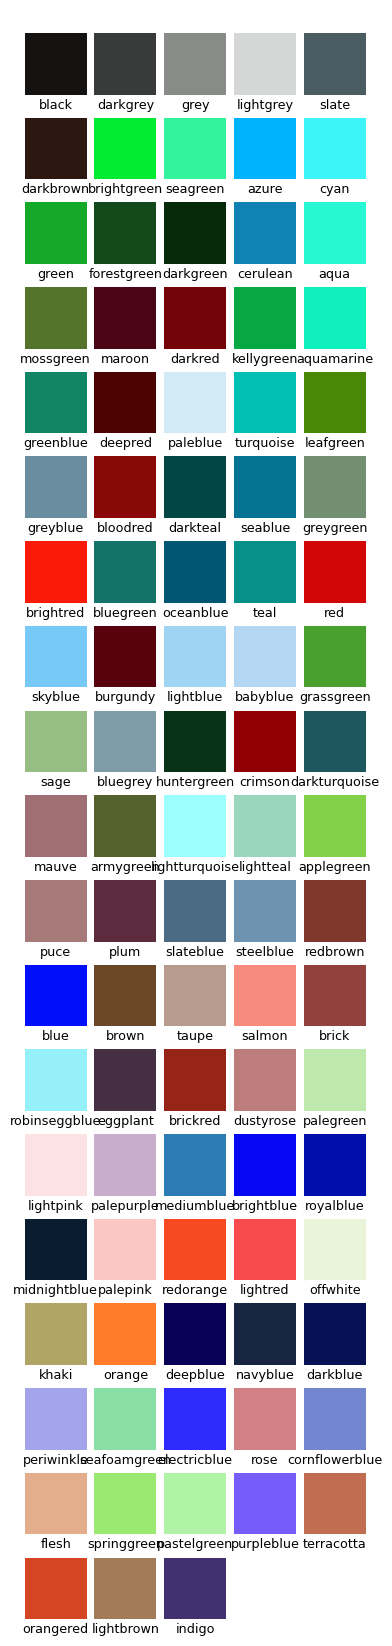 black darkgrey grey lightgrey slate
darkbrown brightgreen seagreen azure cyan
green forestgreen darkgreen cerulean aqua
mossgreen maroon darkred kellygreen aquamarine
greenblue deepred paleblue turquoise leafgreen
greyblue bloodred darkteal seablue greygreen
brightred bluegreen oceanblue teal red
skyblue burgundy lightblue babyblue grassgreen
sage bluegrey huntergreen crimson darkturquoise
mauve armygreen lightturquoise lightteal applegreen
puce plum slateblue steelblue redbrown
blue brown taupe salmon brick
robinseggblue eggplant brickred dustyrose palegreen
lightpink palepurple mediumblue brightblue royalblue
midnightblue palepink redorange lightred offwhite
khaki orange deepblue navyblue darkblue
periwinkle seafoamgreen electricblue rose cornflowerblue
flesh springgreen pastelgreen purpleblue terracotta
orangered lightbrown indigo